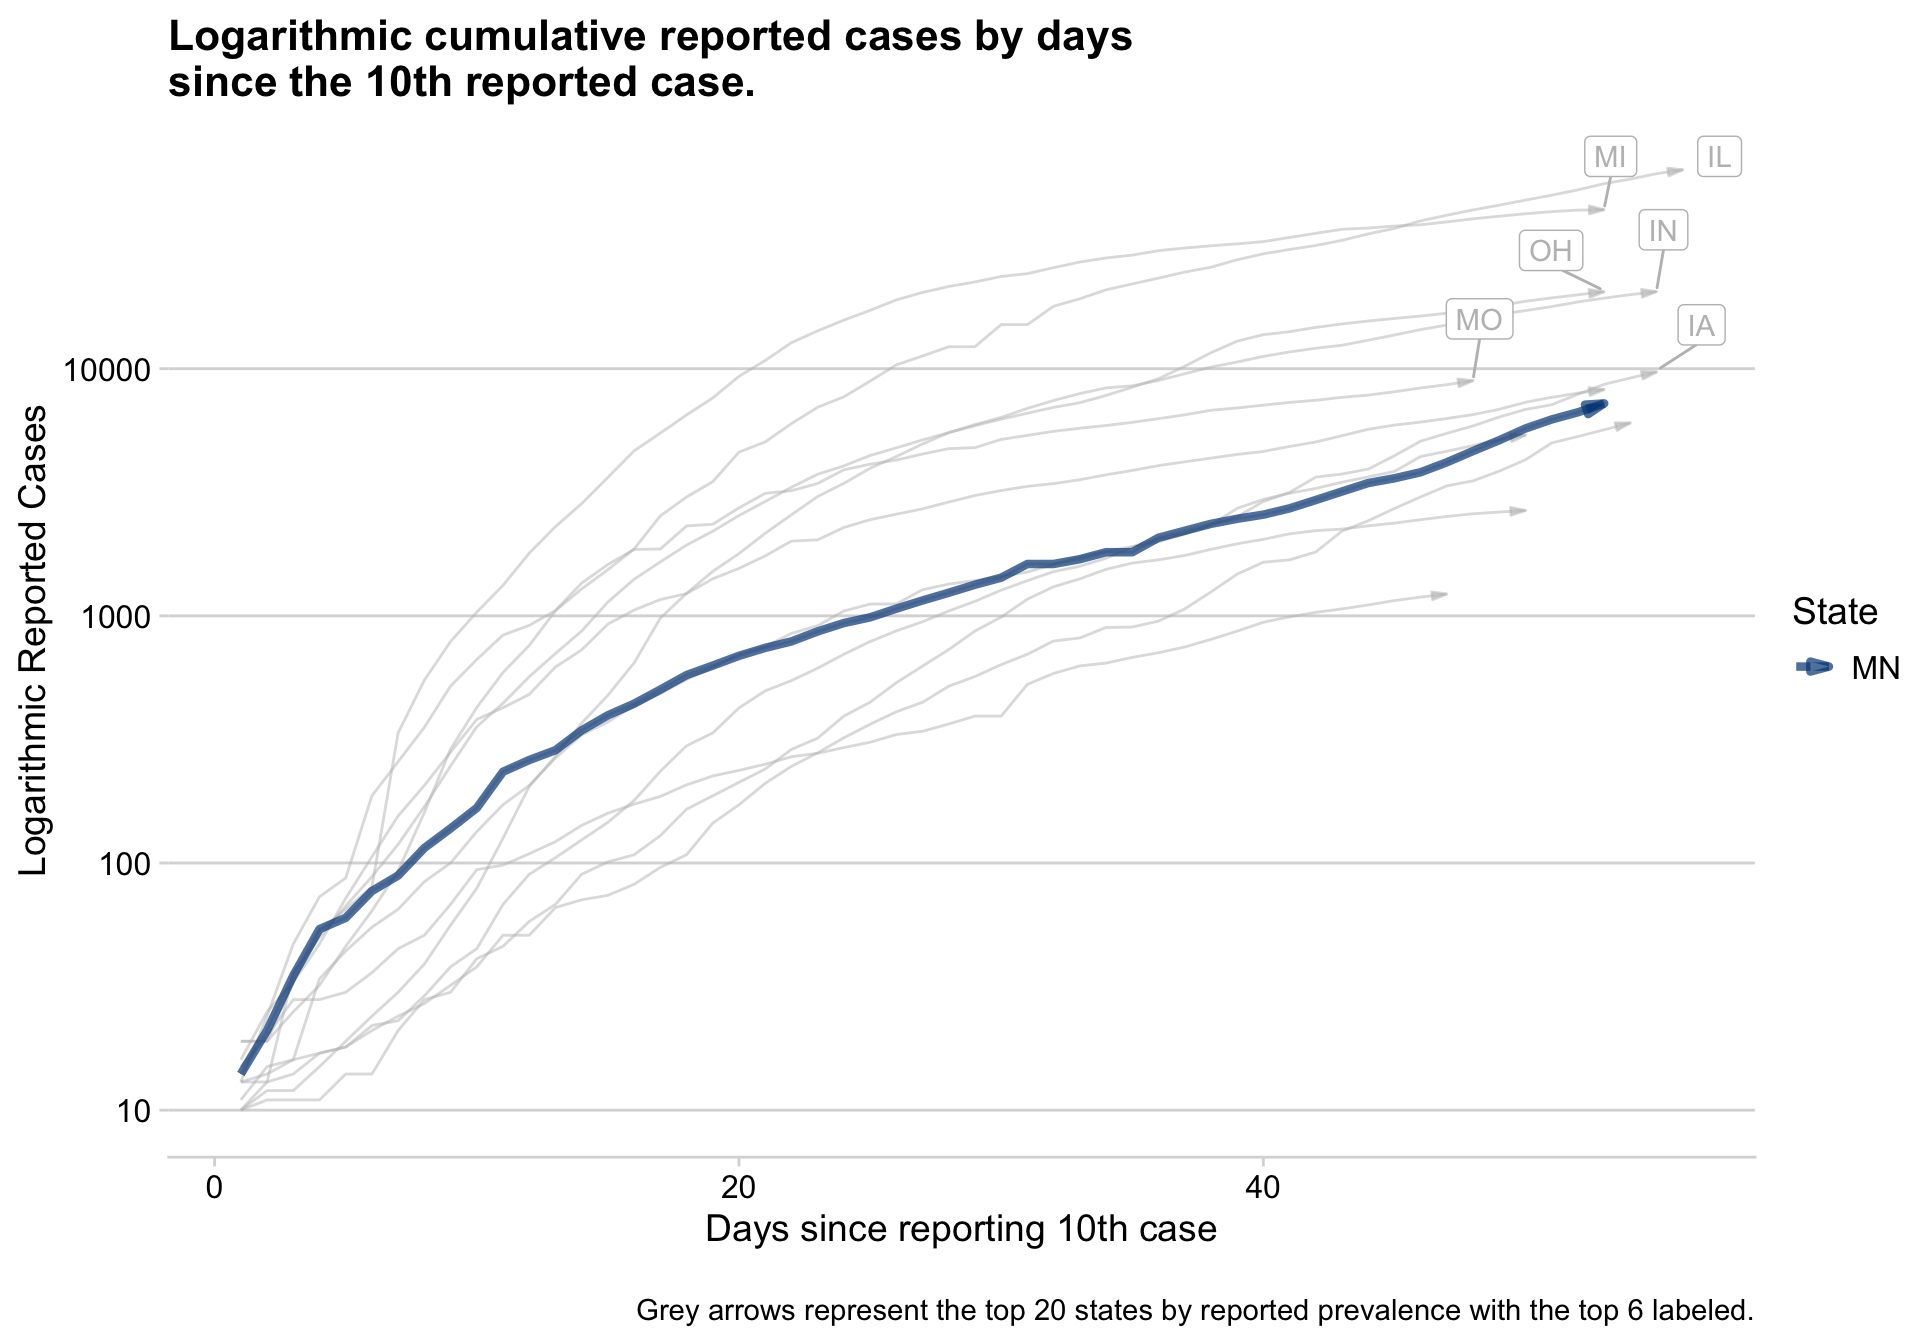 Logarithmic cumulative reported cases by days
since the 10th reported case.
MI
IL
IN
OH
MO
IA
10000
1000
100
10
Logarithmic Reported Cases
0
20
40
Days since reporting 10th case
State
MN
Grey arrows represent the top 20 states by reported prevalence with the top 6 labeled.